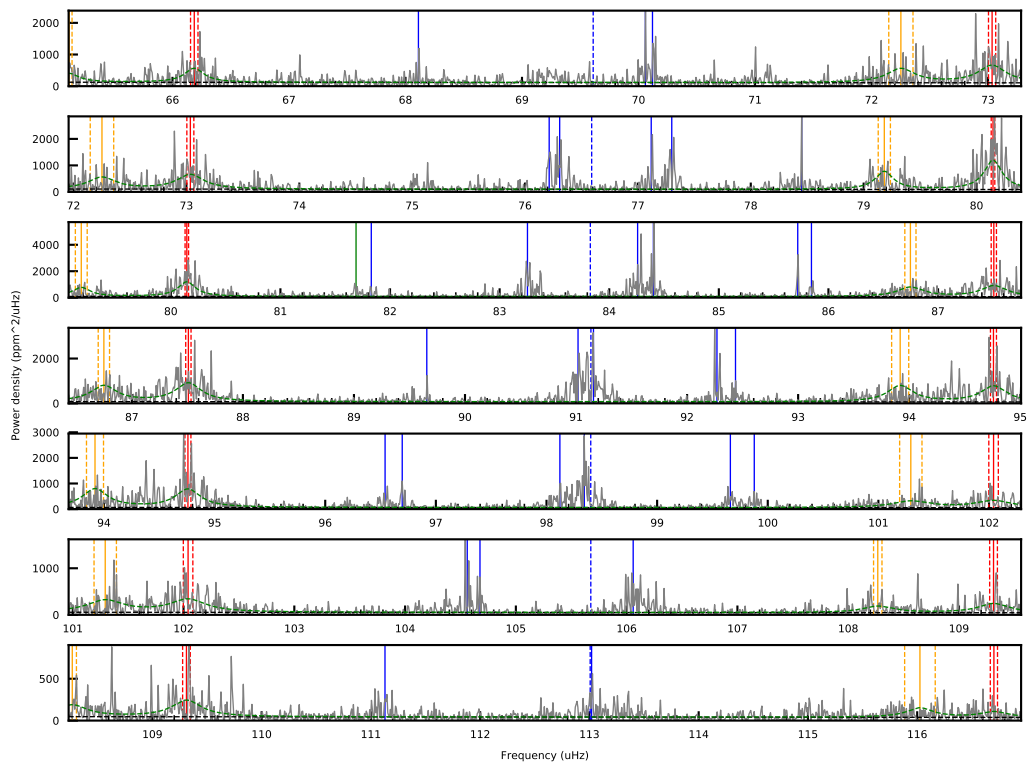 2000
1000
0
66 67 68 69 70 71 72 73
2000
1000
0
72 73 74 75 76 77 78 79 80
4000
2000
0
80 81 82 83 84 85 86 87
Power density (ppm^2/uHz)
2000
0
87 88 89 90 91 92 93 94 95
3000
2000
1000
0
94 95 96 97 98 99 100 101 102
1000
0
101 102 103 104 105 106 107 108 109
500
0
109 110 111 112 113 114 115 116
Frequency (uHz)